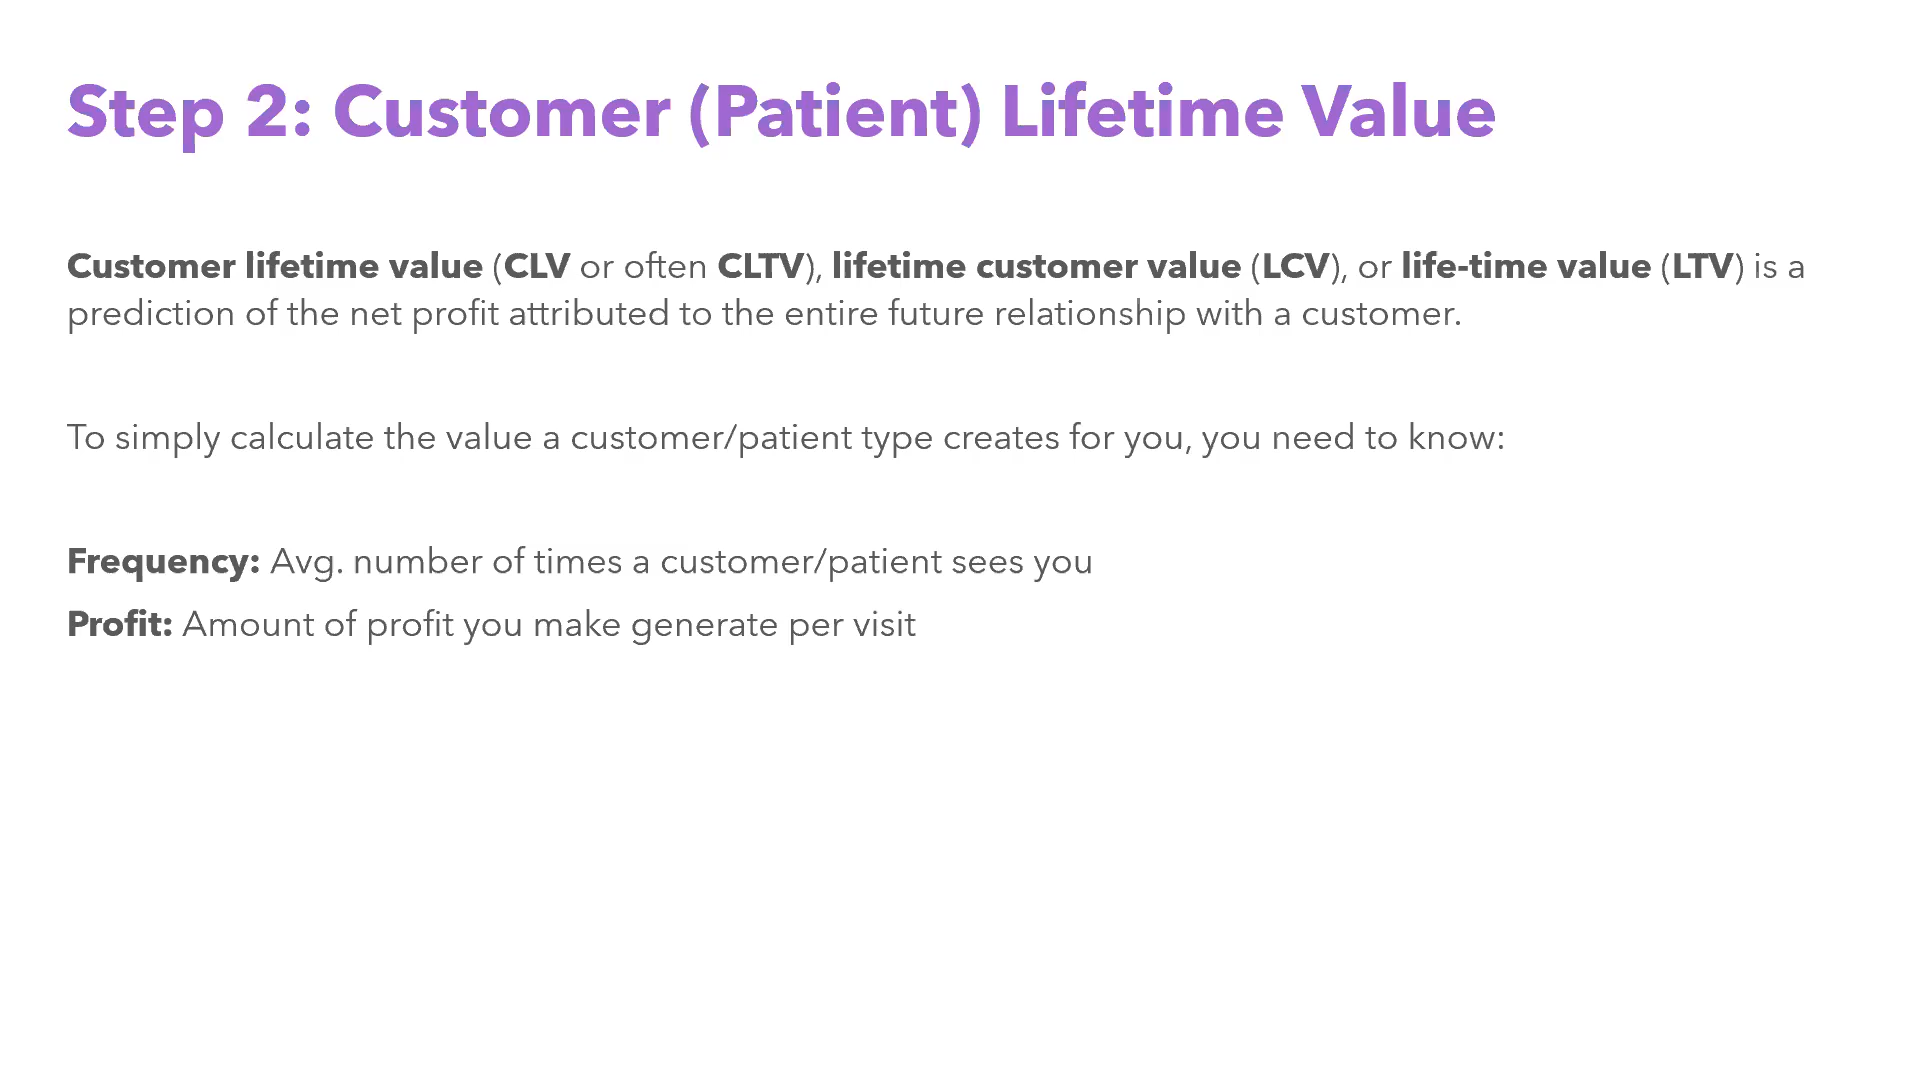 Step 2: Customer (Patient) Lifetime Value
Customer lifetime value (CLV or often CLTV), lifetime customer value (LCV), or life-time value (LTV) is a
prediction of the net profit attributed to the entire future relationship with a customer.
To simply calculate the value a customer/patient type creates for you, you need to know:
Frequency: Avg. number of times a customer/patient sees you
Profit: Amount of profit you make generate per visit